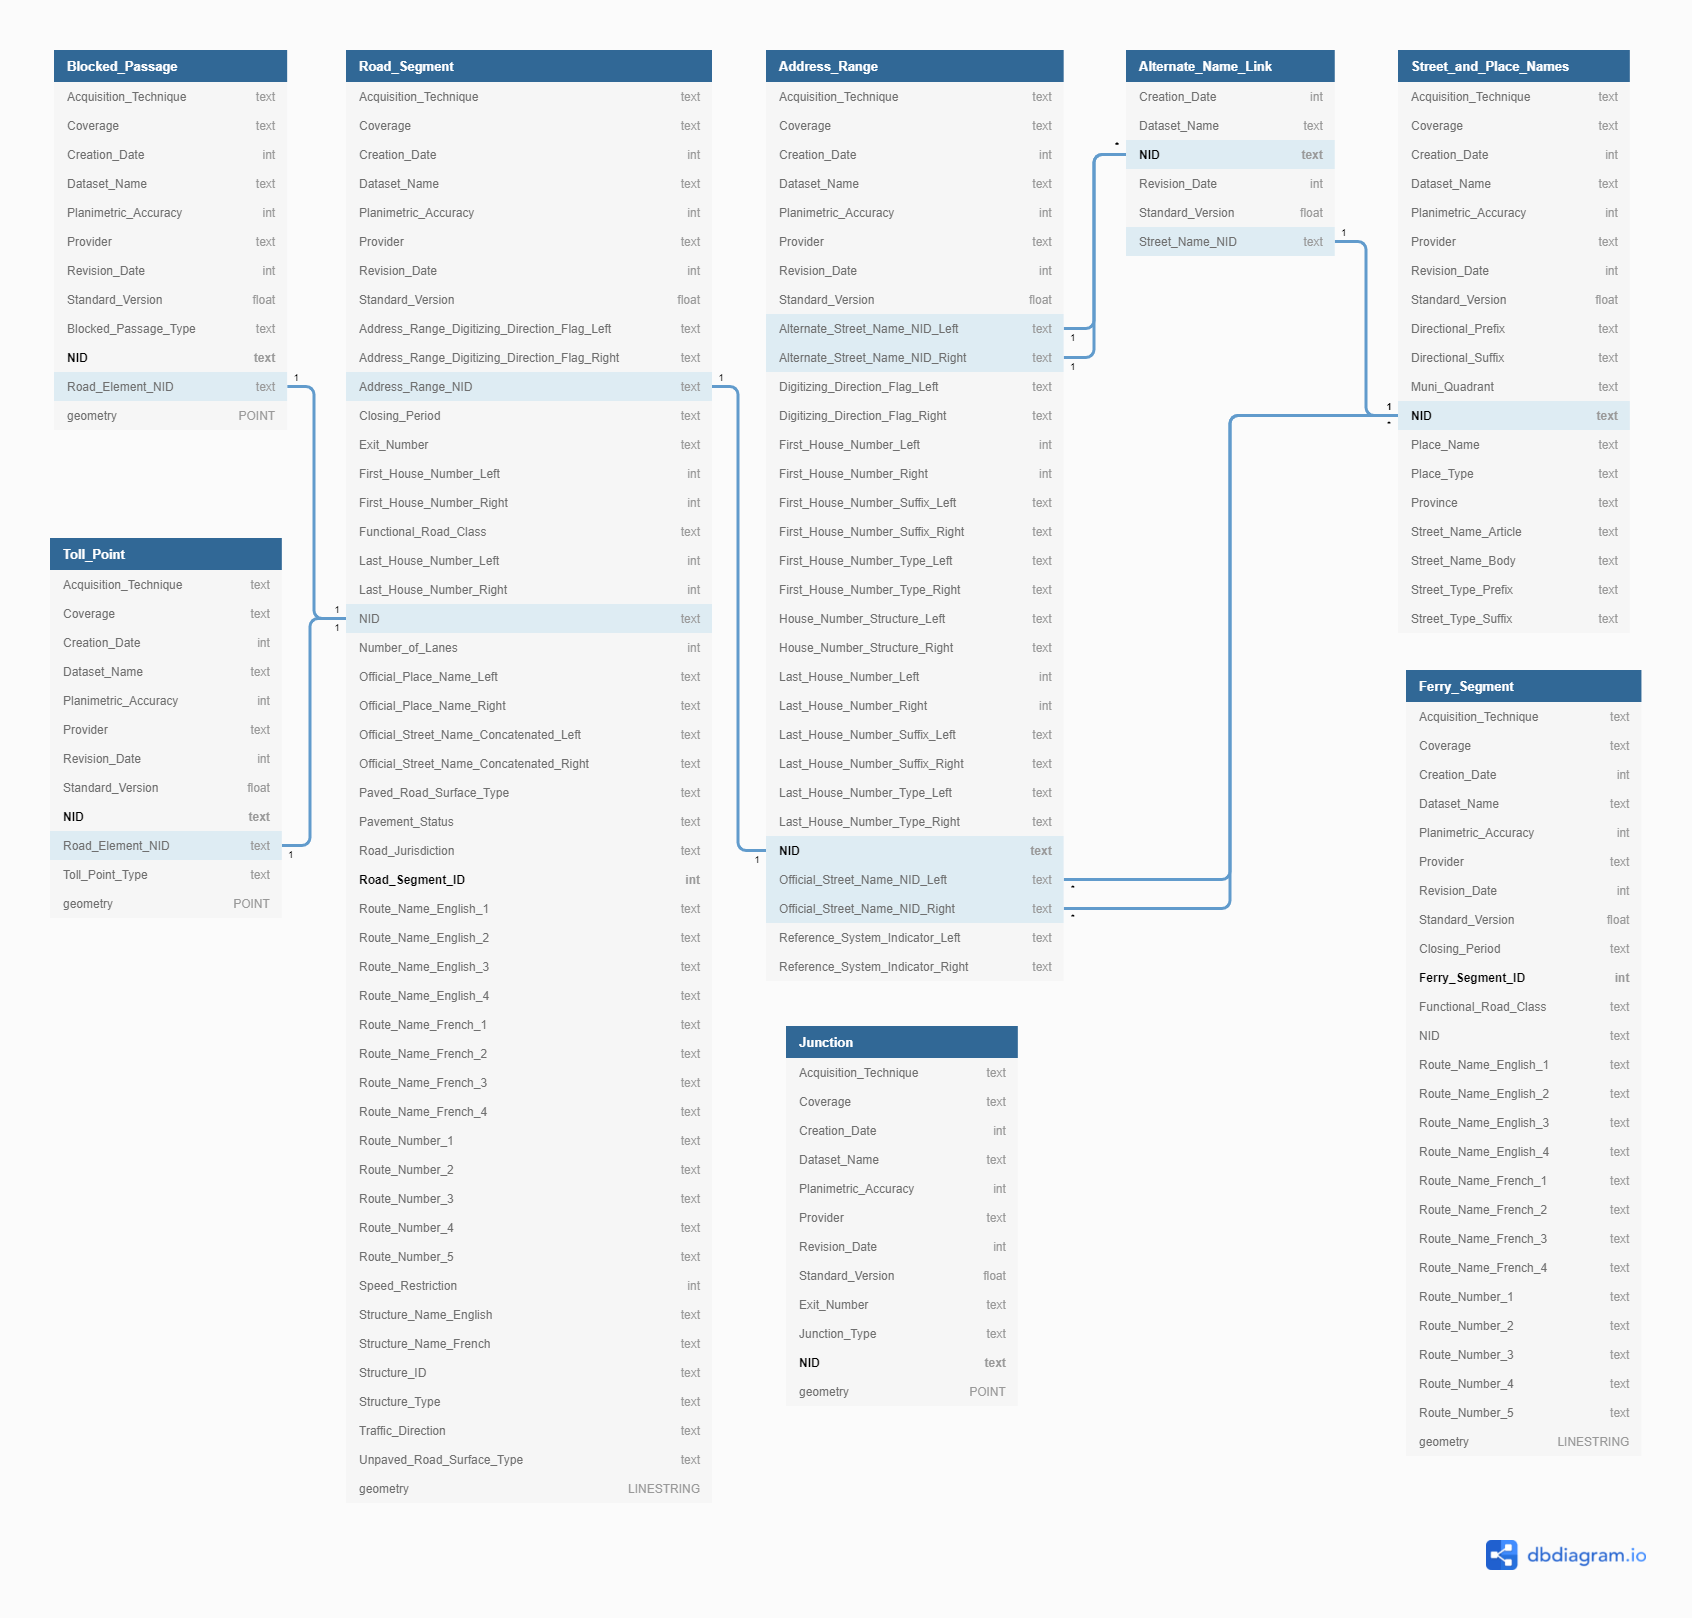 Blocked_Passage
Acquisition_Technique text
Coverage text
Creation_Date int
Dataset_Name text
Planimetric_Accuracy int
Provider text
Revision_Date int
Standard_Version float
Blocked_Passage_Type text
NID text
Road_Element_NID text
geometry POINT
1
Toll_Point
Acquisition_Technique text
Coverage text
Creation_Date int
Dataset_Name text
Planimetric_Accuracy int
Provider text
Revision_Date int
Standard_Version float
NID text
Road_Element_NID text
Toll_Point_Type text
geometry POINT
1
1
1
Road_Segment
Acquisition_Technique text
Coverage text
Creation_Date int
Dataset_Name text
Planimetric_Accuracy int
Provider text
Revision_Date int
Standard_Version float
Address_Range_Digitizing_Direction_Flag_Left text
Address_Range_Digitizing_Direction_Flag_Right text
Address_Range_NID text
Closing_Period text
Exit_Number text
First_House_Number_Left int
First_House_Number_Right int
Functional_Road_Class text
Last_House_Number_Left int
Last_House_Number_Right int
NID text
Number_of_Lanes int
Official_Place_Name_Left text
Official_Place_Name_Right text
Official_Street_Name_Concatenated_Left text
Official_Street_Name_Concatenated_Right text
Paved_Road_Surface_Type text
Pavement_Status text
Road_Jurisdiction text
Road_Segment_ID int
Route_Name_English_1 text
Route_Name_English_2 text
Route_Name_English_3 text
Route_Name_English_4 text
Route_Name_French_1 text
Route_Name_French_2 text
Route_Name_French_3 text
Route_Name_French_4 text
Route_Number_1 text
Route_Number_2 text
Route_Number_3 text
Route_Number_4 text
Route_Number_5 text
Speed_Restriction int
Structure_Name_English text
Structure_Name_French text
Structure_ID text
Structure_Type text
Traffic_Direction text
Unpaved_Road_Surface_Type text
geometry LINESTRING
1
1
Address_Range
Acquisition_Technique text
Coverage text
Creation_Date int
Dataset_Name text
Planimetric_Accuracy int
Provider text
Revision_Date int
Standard_Version float
Alternate_Street_Name_NID_Left text
Alternate_Street_Name_NID_Right text
Digitizing_Direction_Flag_Left text
Digitizing_Direction_Flag_Right text
First_House_Number_Left int
First_House_Number_Right int
First_House_Number_Suffix_Left text
First_House_Number_Suffix_Right text
First_House_Number_Type_Left text
First_House_Number_Type_Right text
House_Number_Structure_Left text
House_Number_Structure_Right text
Last_House_Number_Left int
Last_House_Number_Right int
Last_House_Number_Suffix_Left text
Last_House_Number_Suffix_Right text
Last_House_Number_Type_Left text
Last_House_Number_Type_Right text
NID text
Official_Street_Name_NID_Left text
Official_Street_Name_NID_Right text
Reference_System_Indicator_Left text
Reference_System_Indicator_Right text
1
1
*
*
Junction
Acquisition_Technique text
Coverage text
Creation_Date int
Dataset_Name text
Planimetric_Accuracy int
Provider text
Revision_Date int
Standard_Version float
Exit_Number text
Junction_Type text
NID text
geometry POINT
*
Alternate_Name_Link
Creation_Date int
Dataset_Name text
NID text
Revision_Date int
Standard_Version float
Street_Name_NID text
1
1
*
Street_and_Place_Names
Acquisition_Technique text
Coverage text
Creation_Date int
Dataset_Name text
Planimetric_Accuracy int
Provider text
Revision_Date int
Standard_Version float
Directional_Prefix text
Directional_Suffix text
Muni_Quadrant text
NID text
Place_Name text
Place_Type text
Province text
Street_Name_Article text
Street_Name_Body text
Street_Type_Prefix text
Street_Type_Suffix text
Ferry_Segment
Acquisition_Technique text
Coverage text
Creation_Date int
Dataset_Name text
Planimetric_Accuracy int
Provider text
Revision_Date int
Standard_Version float
Closing_Period text
Ferry_Segment_ID int
Functional_Road_Class text
NID text
Route_Name_English_1 text
Route_Name_English_2 text
Route_Name_English_3 text
Route_Name_English_4 text
Route_Name_French_1 text
Route_Name_French_2 text
Route_Name_French_3 text
Route_Name_French_4 text
Route_Number_1 text
Route_Number_2 text
Route_Number_3 text
Route_Number_4 text
Route_Number_5 text
geometry LINESTRING
dbdiagram.io